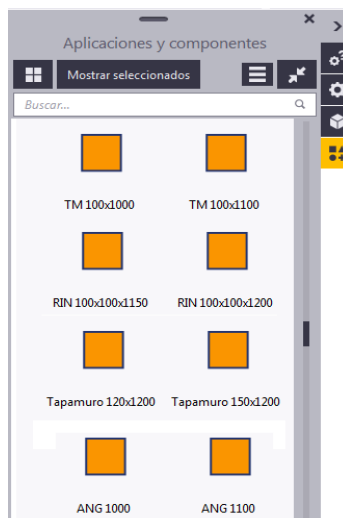 Aplicaciones y componentes
Mostrar seleccionados
Buscar...
TM 100x1000 TM 100x1100
RIN 100x100x1150 RIN 100x100x1200
Tapamuro 120x1200 Tapamuro 150x1200
ANG 1000 ANG 1100